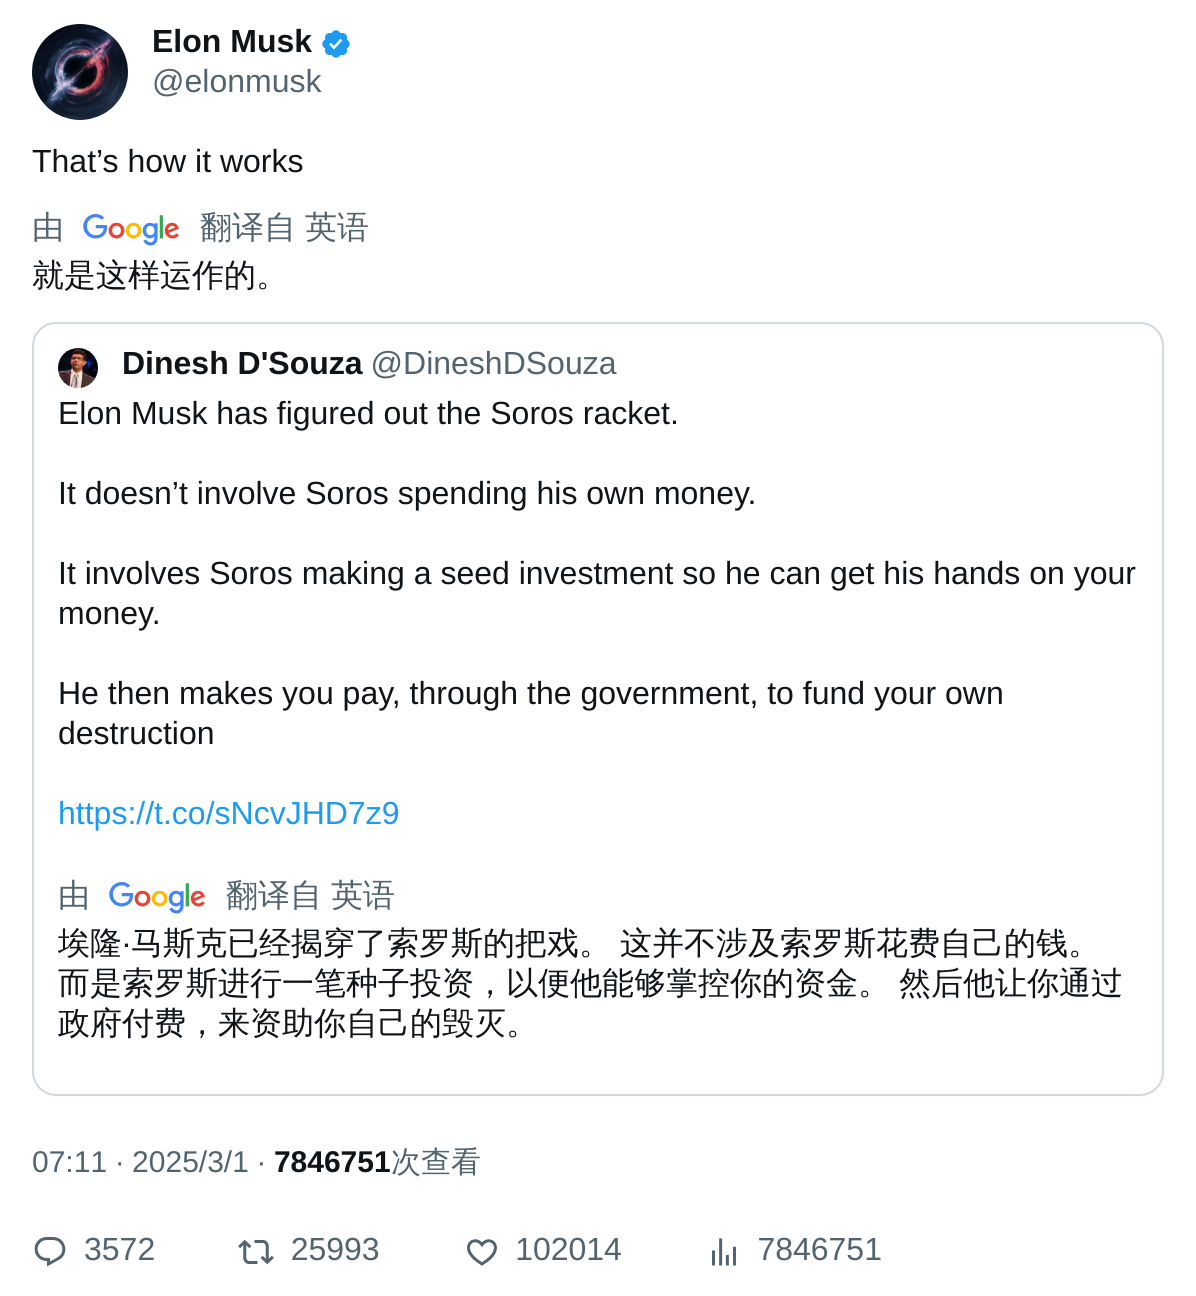 Elon Musk
@elonmusk
That’s how it works
由 Google 翻译自 英语
就是这样运作的。
Dinesh D'Souza @DineshDSouza
Elon Musk has figured out the Soros racket.
It doesn’t involve Soros spending his own money.
It involves Soros making a seed investment so he can get his hands on your
money.
He then makes you pay, through the government, to fund your own
destruction
https://t.co/sNcvJHD7z9
由 Google 翻译自 英语
埃隆·马斯克已经揭穿了索罗斯的把戏。 这并不涉及索罗斯花费自己的钱。
而是索罗斯进行一笔种子投资，以便他能够掌控你的资金。 然后他让你通过
政府付费，来资助你自己的毁灭。
07:11 · 2025/3/1 · 7846751次查看
3572 25993 102014 7846751